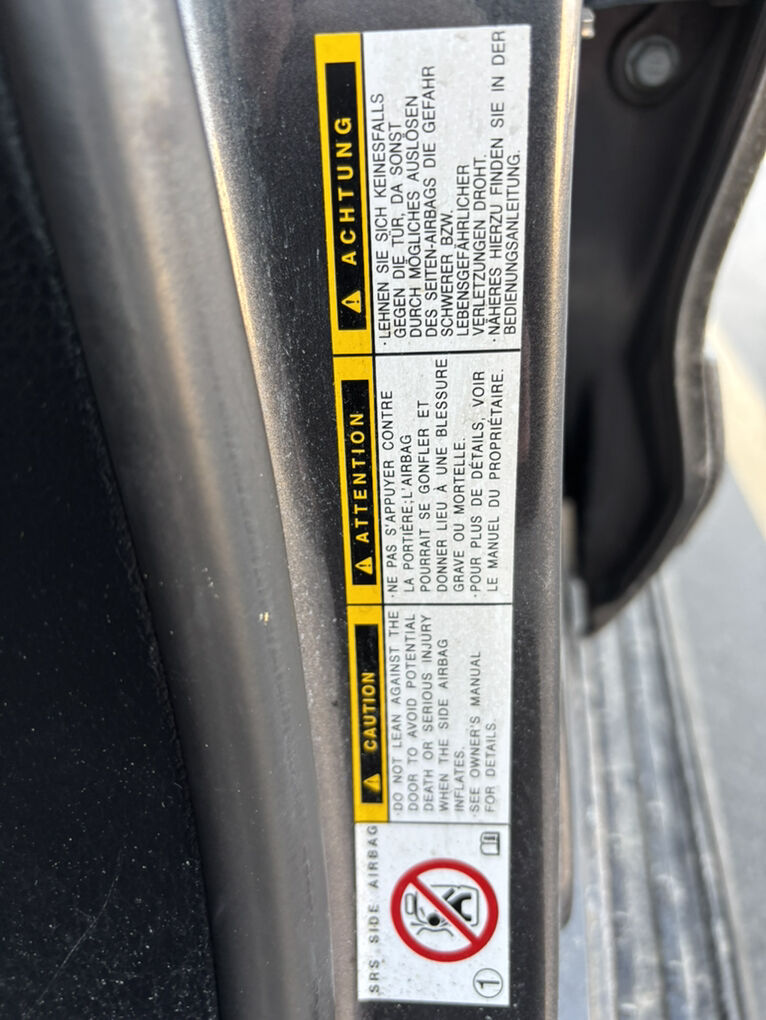 SRS SIDE AIRBAG
1
CAUTION
·DO NOT LEAN AGAINST THE
DOOR TO AVOID POTENTIAL
DEATH OR SERIOUS INJURY
WHEN THE SIDE AIRBAG
INFLATES.
·SEE OWNER'S MANUAL
FOR DETAILS.
ATTENTION
·NE PAS S'APPUYER CONTRE
LA PORTIÈRE;L'AIRBAG
POURRAIT SE GONFLER ET
DONNER LIEU À UNE BLESSURE
GRAVE OU MORTELLE.
·POUR PLUS DE DÉTAILS, VOIR
LE MANUEL DU PROPRIÉTAIRE.
ACHTUNG
·LEHNEN SIE SICH KEINESFALLS
GEGEN DIE TÜR, DA SONST
DURCH MÖGLICHES AUSLÖSEN
DES SEITEN-AIRBAGS DIE GEFAHR
SCHWERER BZW.
LEBENSGEFÄHRLICHER
VERLETZUNGEN DROHT.
·NÄHERES HIERZU FINDEN SIE IN DER
BEDIENUNGSANLEITUNG.